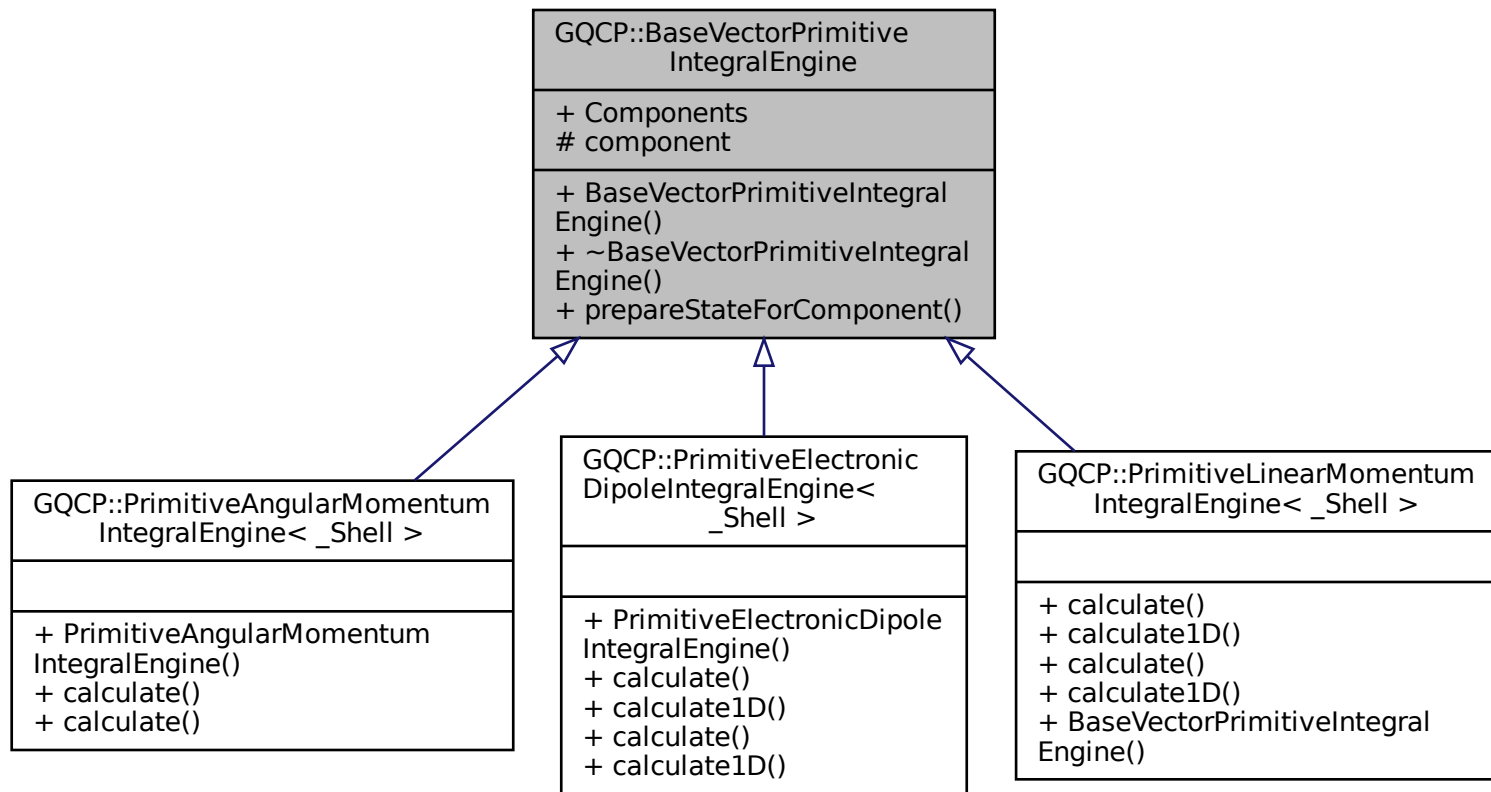 GQCP::BaseVectorPrimitive
IntegralEngine
+ Components
# component
+ BaseVectorPrimitiveIntegral
Engine()
+ ~BaseVectorPrimitiveIntegral
Engine()
+ prepareStateForComponent()
GQCP::PrimitiveAngularMomentum
IntegralEngine< _Shell >
+ PrimitiveAngularMomentum
IntegralEngine()
+ calculate()
+ calculate()
GQCP::PrimitiveElectronic
DipoleIntegralEngine<
_Shell >
+ PrimitiveElectronicDipole
IntegralEngine()
+ calculate()
+ calculate1D()
+ calculate()
+ calculate1D()
GQCP::PrimitiveLinearMomentum
IntegralEngine< _Shell >
+ calculate()
+ calculate1D()
+ calculate()
+ calculate1D()
+ BaseVectorPrimitiveIntegral
Engine()